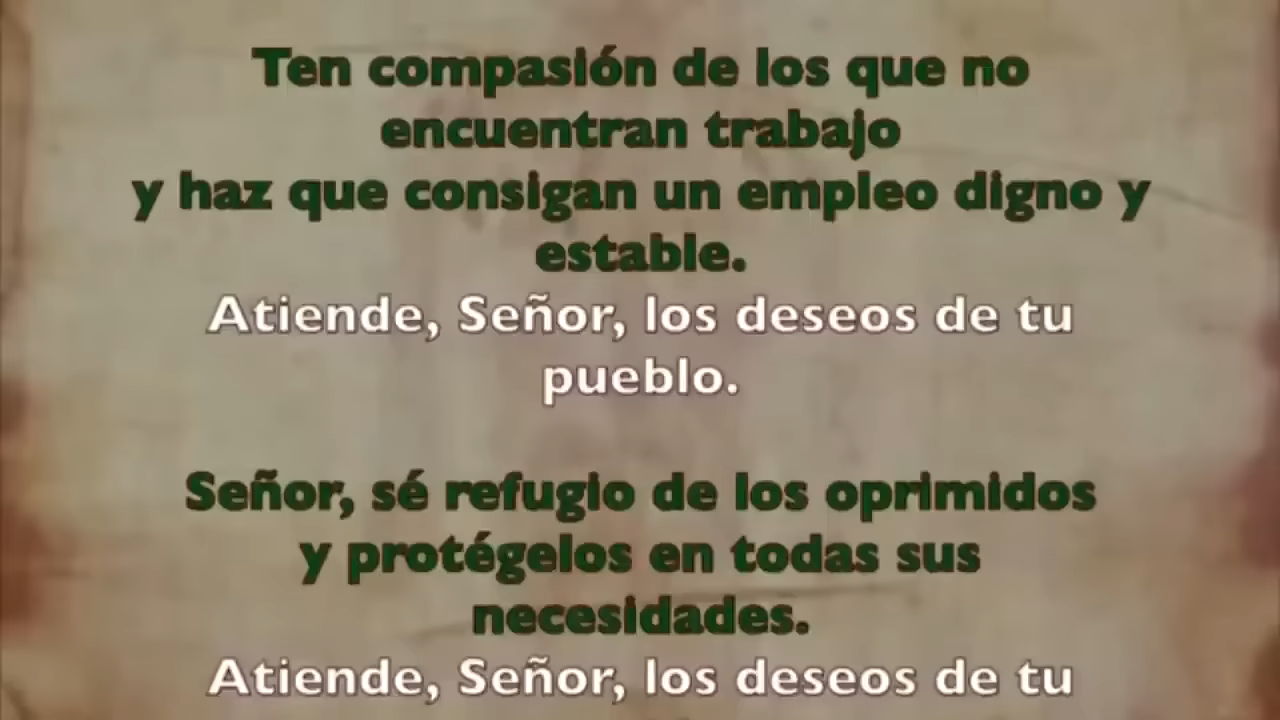 Ten compasión de los que no
encuentran trabajo
y haz que consigan un empleo digno y
estable.
Atiende, Señor, los deseos de tu
pueblo.
Señor, sé refugio de los oprimidos
y protégelos en todas sus
necesidades.
Atiende, Señor, los deseos de tu